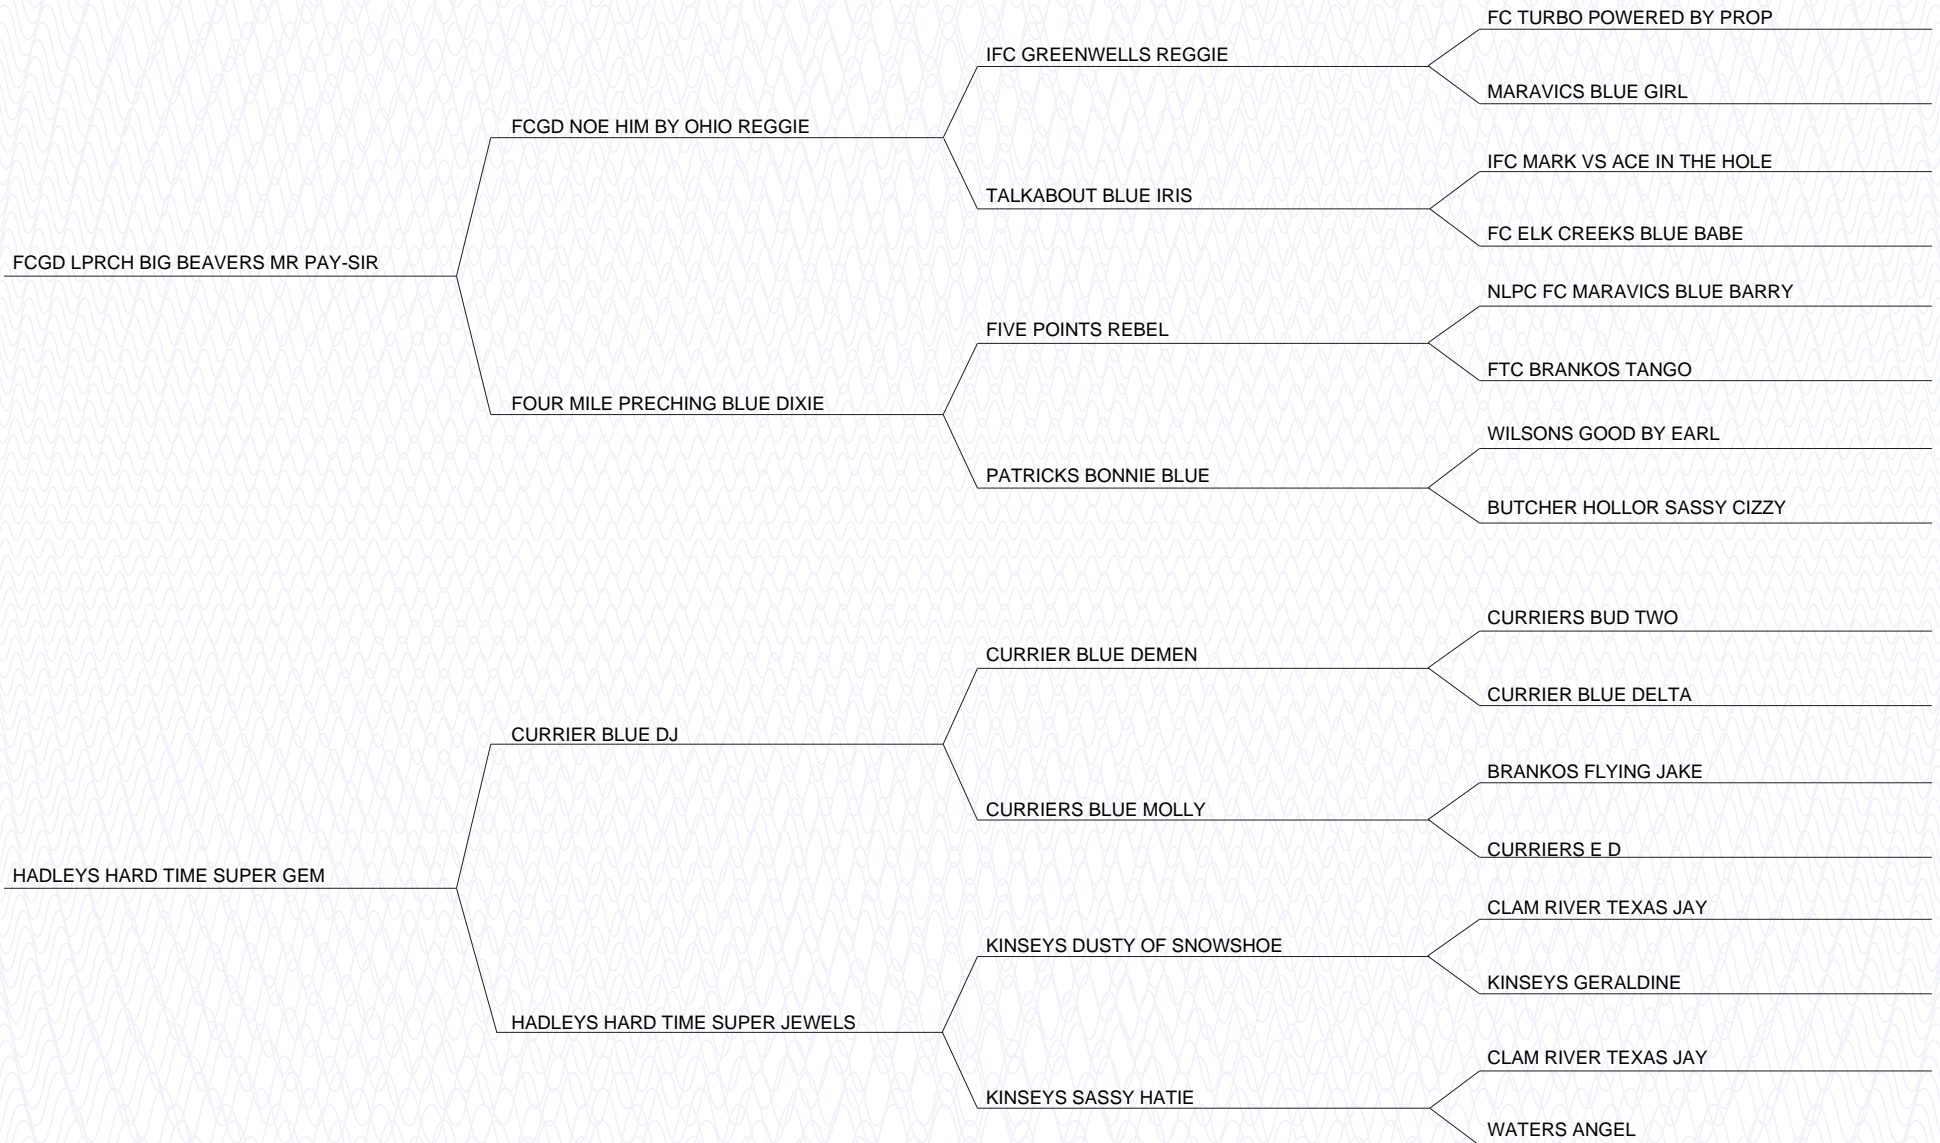 FC TURBO POWERED BY PROP
IFC GREENWELLS REGGIE
MARAVICS BLUE GIRL
FCGD NOE HIM BY OHIO REGGIE
IFC MARK VS ACE IN THE HOLE
TALKABOUT BLUE IRIS
FC ELK CREEKS BLUE BABE
FCGD LPRCH BIG BEAVERS MR PAY-SIR
NLPC FC MARAVICS BLUE BARRY
FIVE POINTS REBEL
FTC BRANKOS TANGO
FOUR MILE PRECHING BLUE DIXIE
WILSONS GOOD BY EARL
PATRICKS BONNIE BLUE
BUTCHER HOLLOR SASSY CIZZY
CURRIERS BUD TWO
CURRIER BLUE DEMEN
CURRIER BLUE DELTA
CURRIER BLUE DJ
BRANKOS FLYING JAKE
CURRIERS BLUE MOLLY
CURRIERS E D
HADLEYS HARD TIME SUPER GEM
CLAM RIVER TEXAS JAY
KINSEYS DUSTY OF SNOWSHOE
KINSEYS GERALDINE
HADLEYS HARD TIME SUPER JEWELS
CLAM RIVER TEXAS JAY
KINSEYS SASSY HATIE
WATERS ANGEL